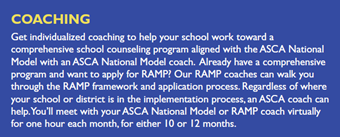 COACHING
Get individualized coaching to help your school work toward a
comprehensive school counseling program aligned with the ASCA National
Model with an ASCA National Model coach. Already have a comprehensive
program and want to apply for RAMP? Our RAMP coaches can walk you
through the RAMP framework and application process. Regardless of where
your school or district is in the implementation process, an ASCA coach can
help. You'll meet with your ASCA National Model or RAMP coach virtually
for one hour each month, for either 10 or 12 months.